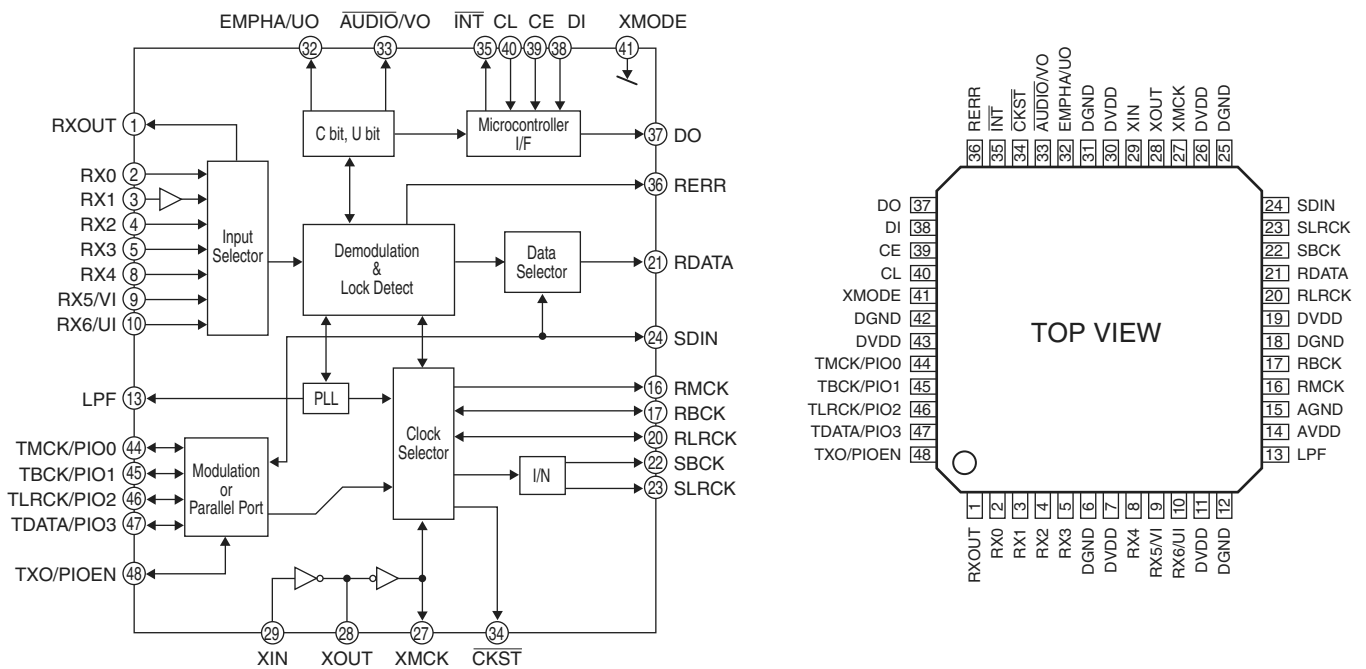 EMPHA/UO AUDIO/VO INT CL CE DI XMODE
32 33 35 40 39 38 41
RXOUT 1
RX0 2
RX1 3
RX2 4
RX3 5
RX4 8
RX5/VI 9
RX6/UI 10
LPF 13
TMCK/PIO0 44
TBCK/PIO1 45
TLRCK/PIO2 46
TDATA/PIO3 47
TXO/PIOEN 48
Input
Selector
C bit, U bit
Microcontroller
I/F
Demodulation
&
Lock Detect
Data
Selector
PLL
Clock
Selector
Modulation
or
Parallel Port
I/N
37 DO
36 RERR
21 RDATA
24 SDIN
16 RMCK
17 RBCK
20 RLRCK
22 SBCK
23 SLRCK
29 28 27 34
XIN XOUT XMCK CKST
RERR
INT
CKST
AUDIO/VO
EMPHA/UO
DGND
DVDD
XIN
XOUT
XMCK
DVDD
DGND
36 35 34 33 32 31 30 29 28 27 26 25
DO 37
DI 38
CE 39
CL 40
XMODE 41
DGND 42
DVDD 43
TMCK/PIO0 44
TBCK/PIO1 45
TLRCK/PIO2 46
TDATA/PIO3 47
TXO/PIOEN 48
TOP VIEW
24 SDIN
23 SLRCK
22 SBCK
21 RDATA
20 RLRCK
19 DVDD
18 DGND
17 RBCK
16 RMCK
15 AGND
14 AVDD
13 LPF
1 2 3 4 5 6 7 8 9 10 11 12
RXOUT
RX0
RX1
RX2
RX3
DGND
DVDD
RX4
RX5/VI
RX6/UI
DVDD
DGND